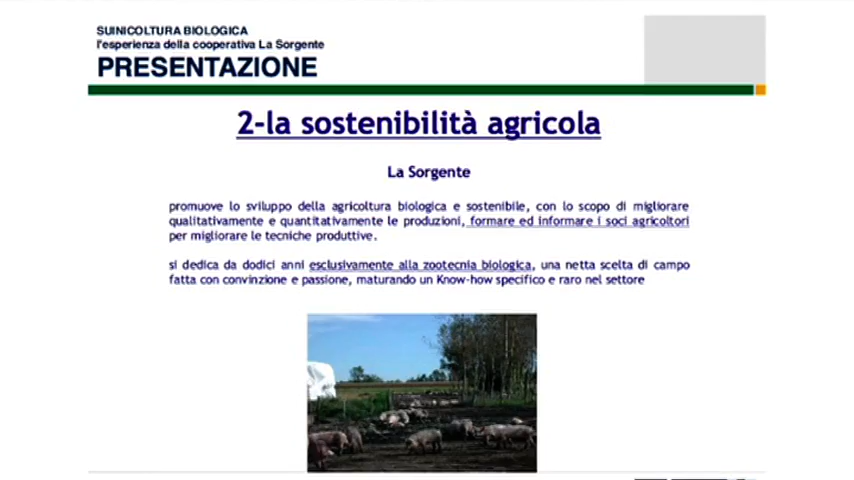 SUINICOLTURA BIOLOGICA
l'esperienza della cooperativa La Sorgente
PRESENTAZIONE
2-la sostenibilità agricola
La Sorgente
promuove lo sviluppo della agricoltura biologica e sostenibile, con lo scopo di migliorare
qualitativamente e quantitativamente le produzioni, formare ed informare i soci agricoltori
per migliorare le tecniche produttive.
si dedica da dodici anni esclusivamente alla zootecnia biologica, una netta scelta di campo
fatta con convinzione e passione, maturando un Know-how specifico e raro nel settore